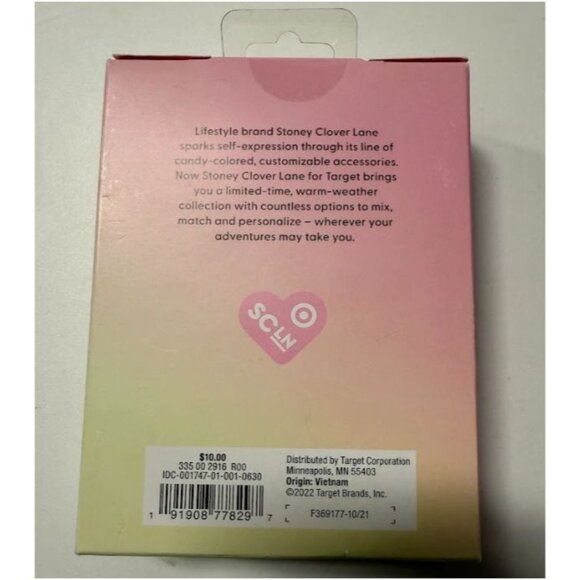 Lifestyle brand Stoney Clover Lane
sparks self-expression through its line of
candy-colored, customizable accessories.
Now Stoney Clover Lane for Target brings
you a limited-time, warm-weather
collection with countless options to mix,
match and personalize – wherever your
adventures may take you.
SCLN
$10.00
335 00 2916 R00
IDC-001747-01-001-0630
1 91908 77829 7
Distributed by Target Corporation
Minneapolis, MN 55403
Origin: Vietnam
©2022 Target Brands, Inc.
F369177-10/21